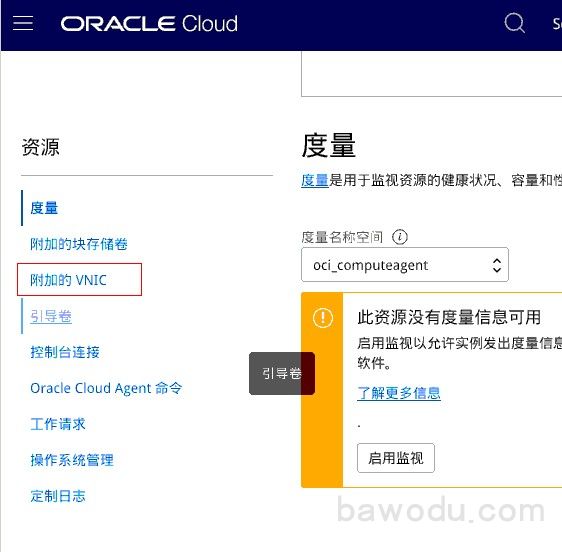 ORACLE Cloud
资源
度量
附加的块存储卷
附加的 VNIC
引导卷
控制台连接
Oracle Cloud Agent 命令
工作请求
操作系统管理
定制日志
引导卷
度量
度量是用于监视资源的健康状况、容量和性
度量名称空间
oci_computeagent
此资源没有度量信息可用
启用监视以允许实例发出度量信息
软件。
了解更多信息
.
启用监视
bawodu.com